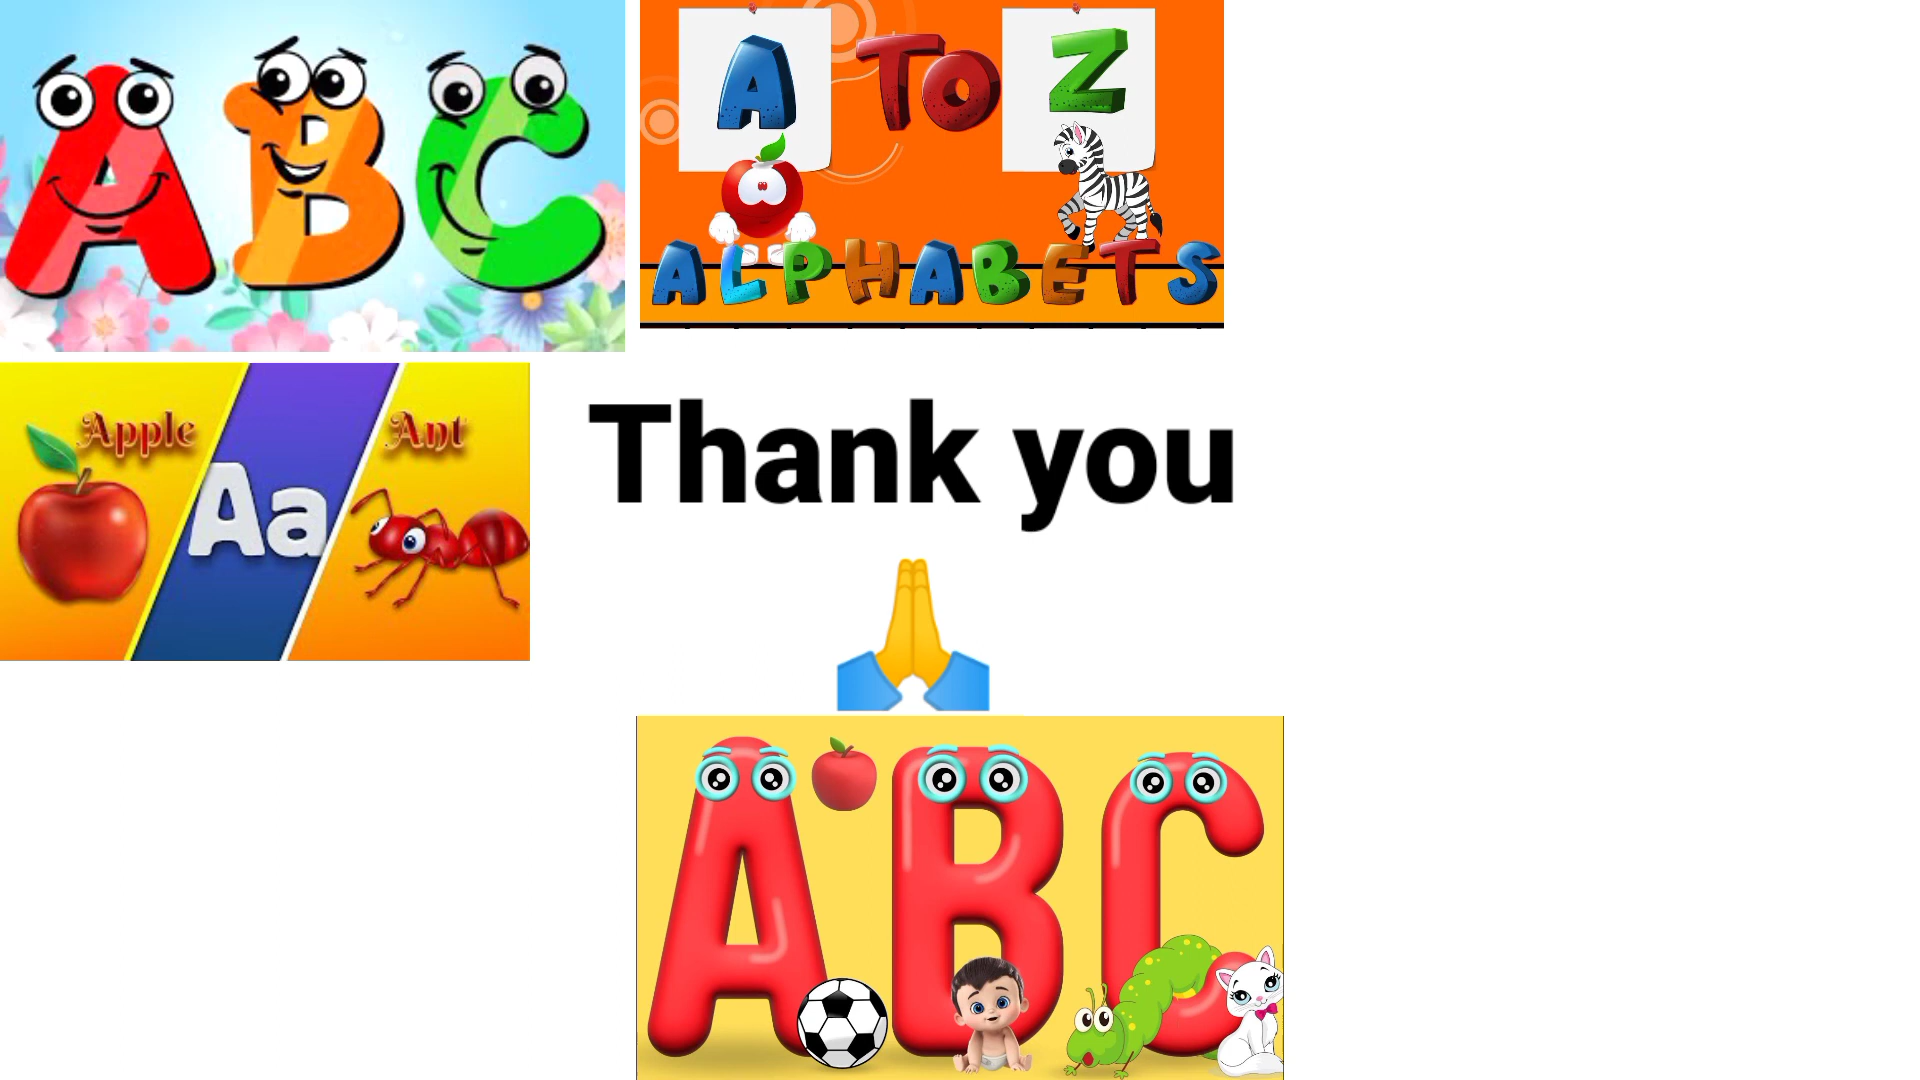 ABC
A TO Z
ALPHABETS
Apple
Aa
Ant
Thank you
ABC